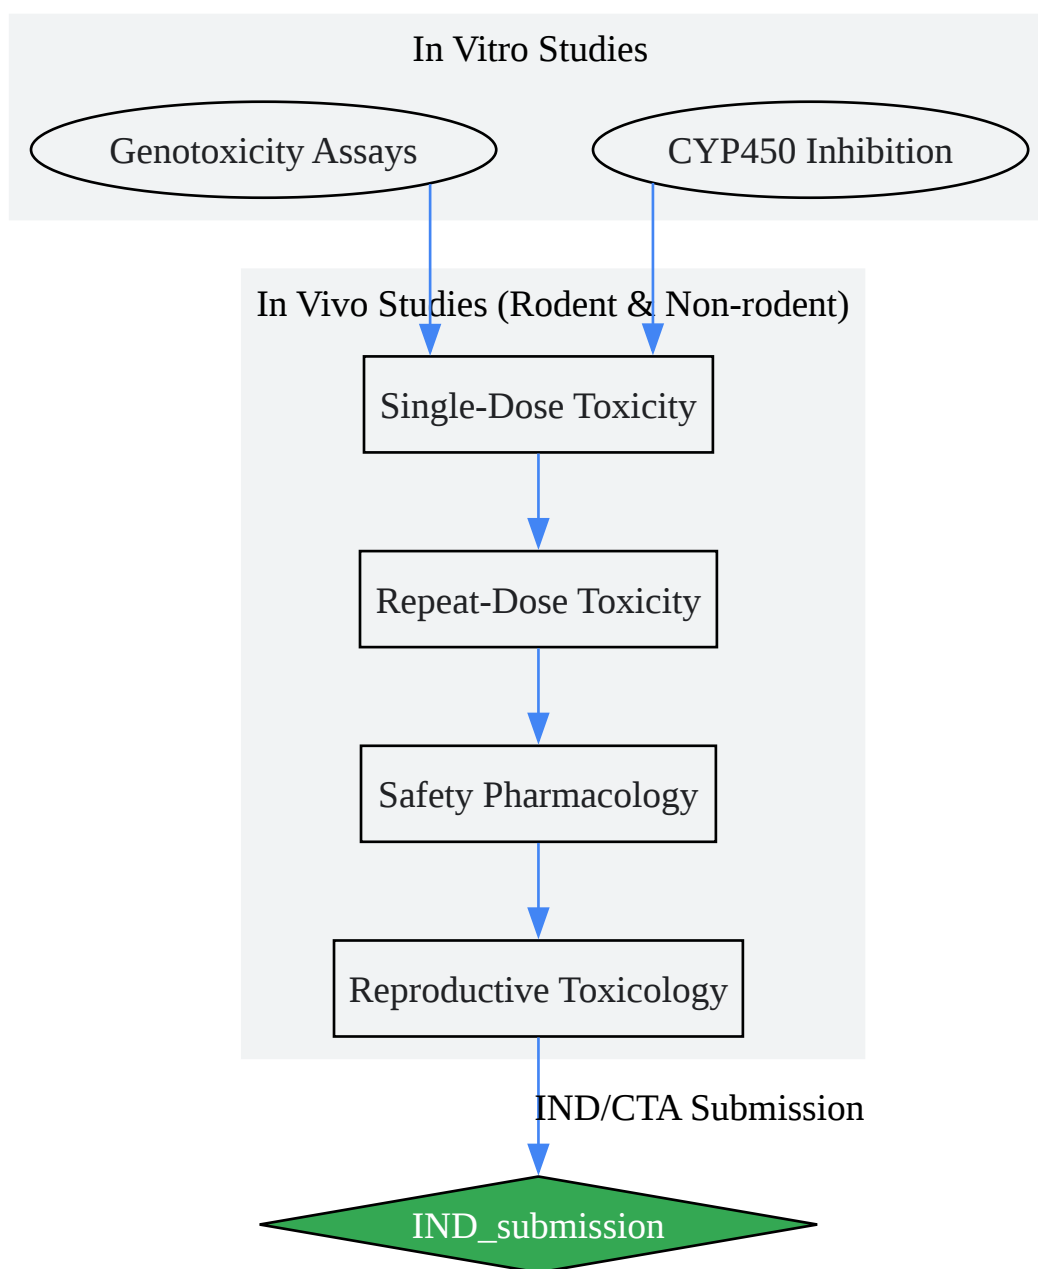 In Vitro Studies
Genotoxicity Assays
CYP450 Inhibition
In Vivo Studies (Rodent & Non-rodent)
Single-Dose Toxicity
Repeat-Dose Toxicity
Safety Pharmacology
Reproductive Toxicology
IND/CTA Submission
IND_submission